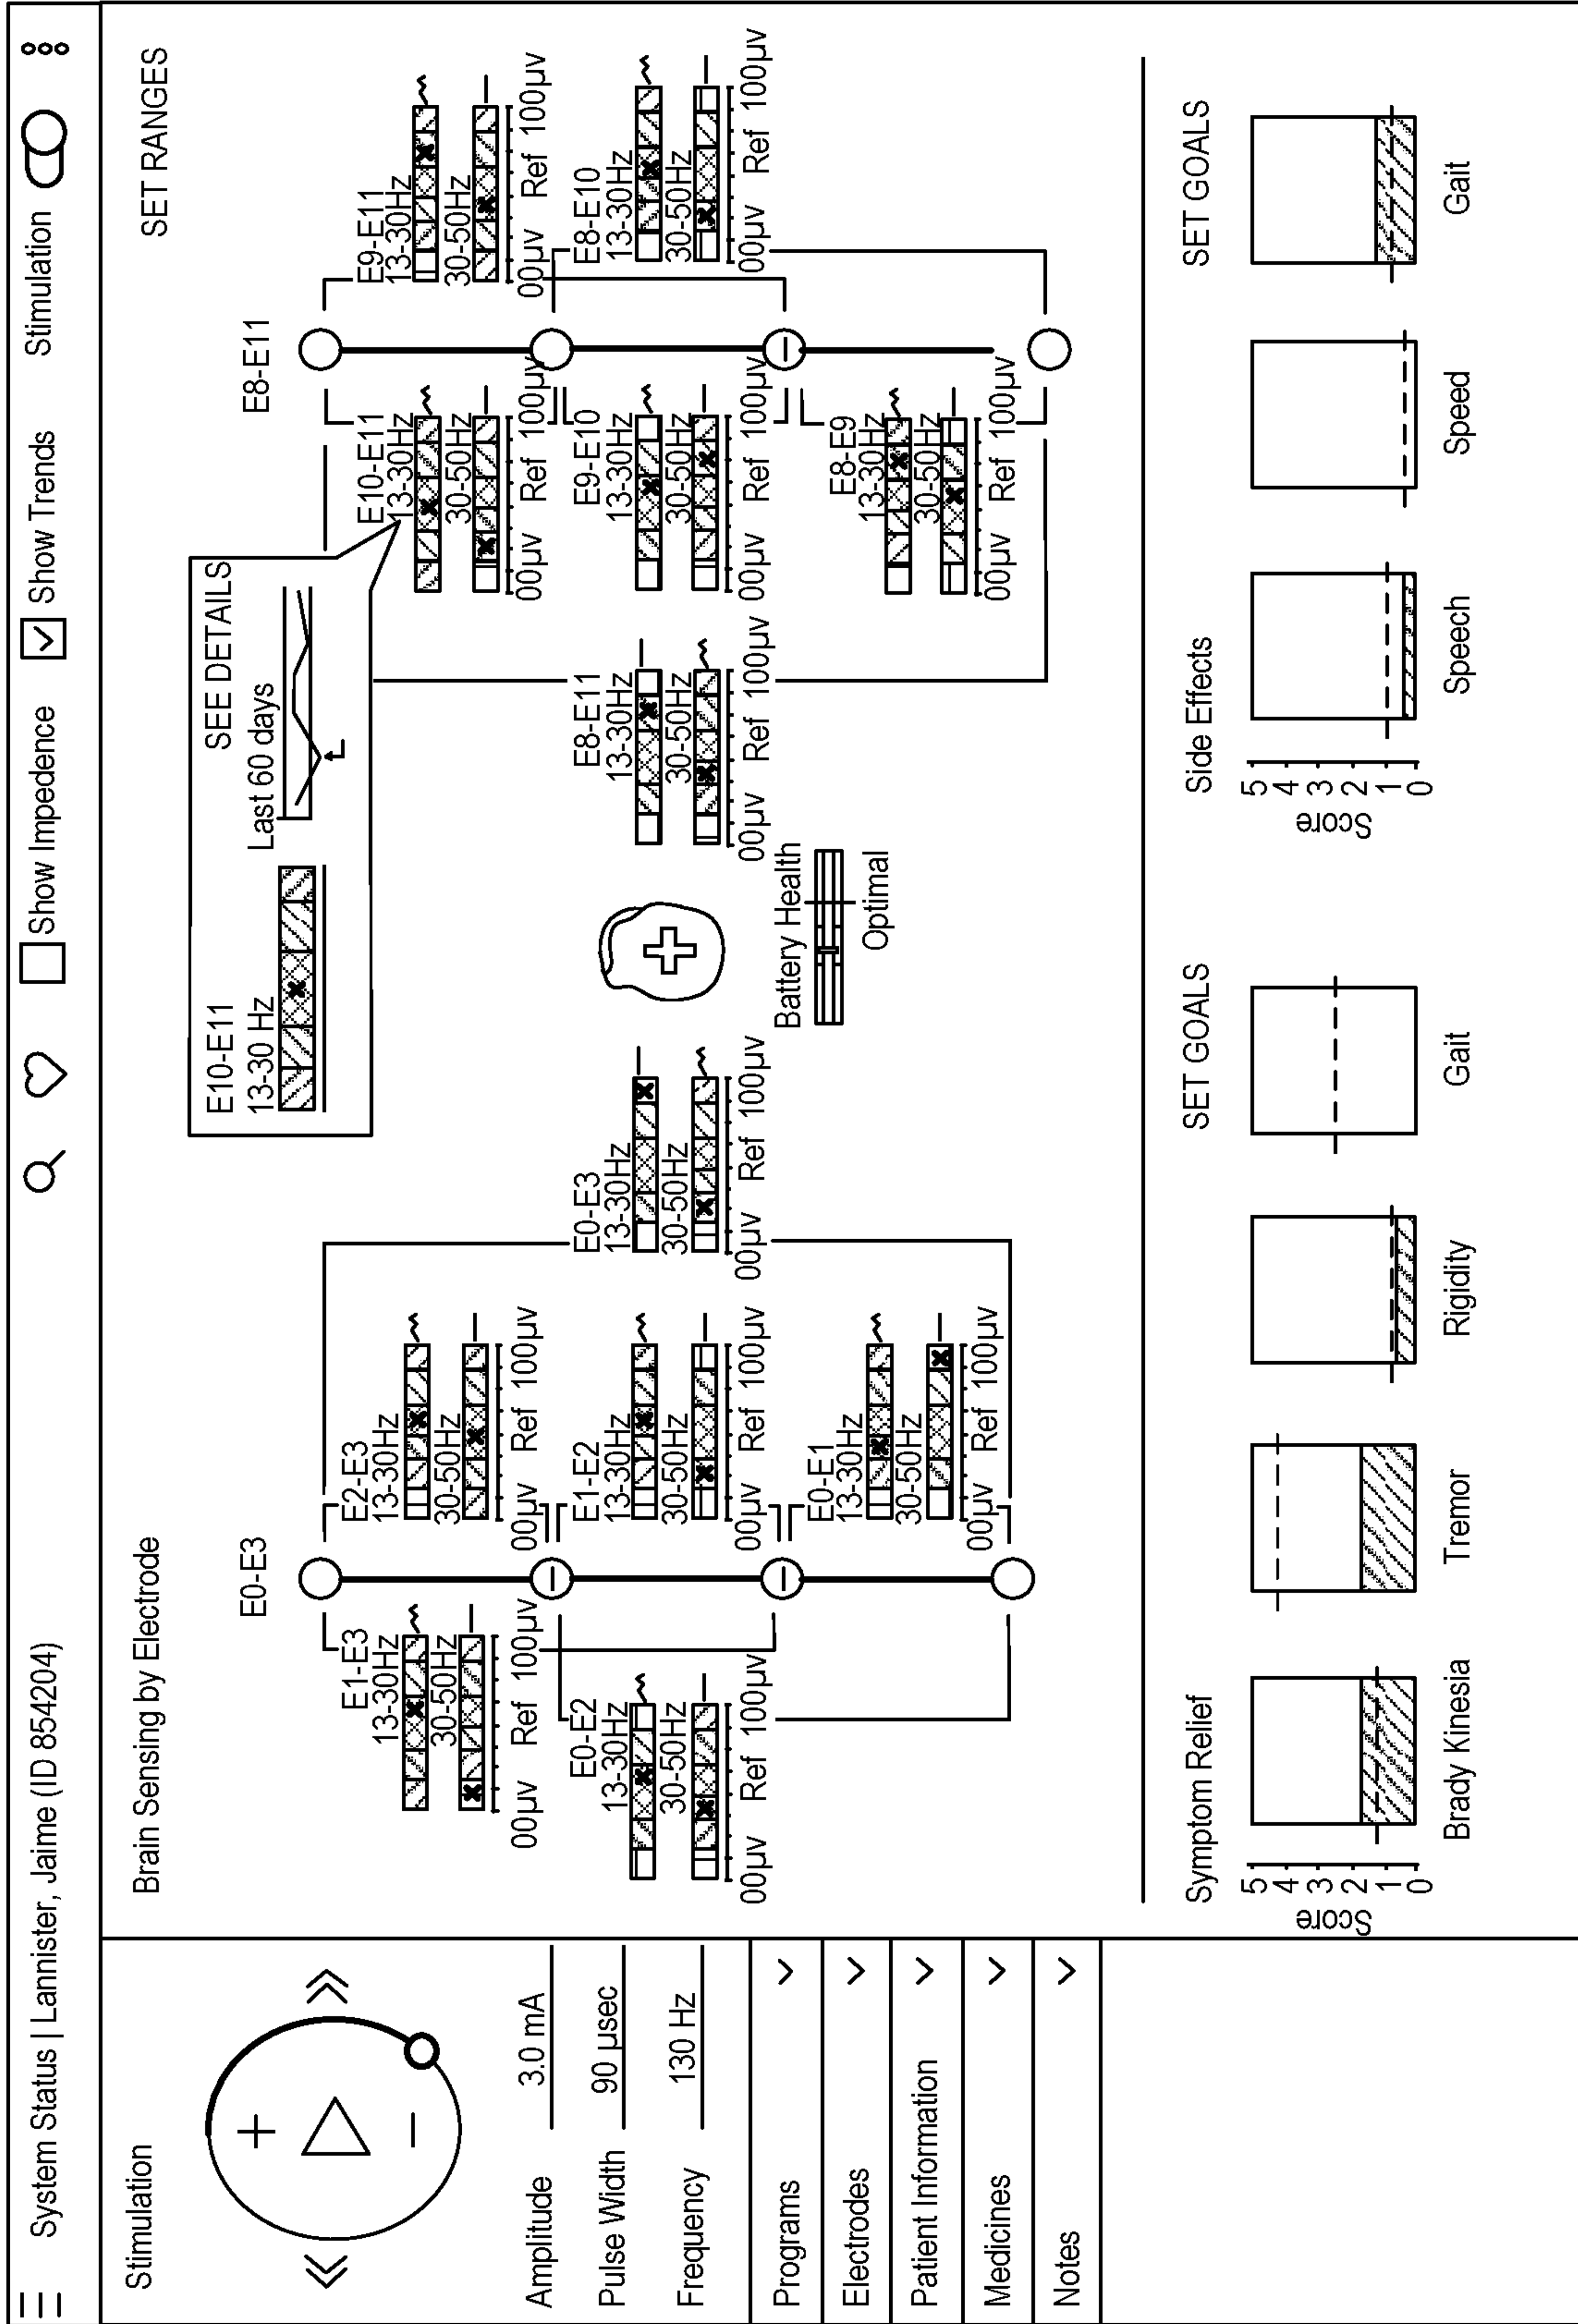 System Status | Lannister, Jaime (ID 854204)
Show Impedence
Show Trends
Stimulation
Stimulation
Amplitude 3.0 mA
Pulse Width 90 µsec
Frequency 130 Hz
Programs
Electrodes
Patient Information
Medicines
Notes
Brain Sensing by Electrode
SET RANGES
E10-E11
13-30 Hz
SEE DETAILS
Last 60 days
E0-E3
E1-E3
13-30Hz
30-50Hz
00µv Ref 100µv
E0-E2
13-30Hz
30-50Hz
00µv Ref 100µv
E2-E3
13-30Hz
30-50Hz
00µv Ref 100µv
E1-E2
13-30Hz
30-50Hz
00µv Ref 100µv
E0-E1
13-30Hz
30-50Hz
00µv Ref 100µv
E0-E3
13-30Hz
30-50Hz
00µv Ref 100µv
Battery Health
Optimal
E8-E11
13-30Hz
30-50Hz
00µv Ref 100µv
E8-E11
E10-E11
13-30Hz
30-50Hz
00µv Ref 100µv
E9-E10
13-30Hz
30-50Hz
00µv Ref 100µv
E8-E9
13-30Hz
30-50Hz
00µv Ref 100µv
E9-E11
13-30Hz
30-50Hz
00µv Ref 100µv
E8-E10
13-30Hz
30-50Hz
00µv Ref 100µv
Symptom Relief
SET GOALS
Score
5
4
3
2
1
0
Brady Kinesia
Tremor
Rigidity
Gait
Side Effects
SET GOALS
Score
5
4
3
2
1
0
Speech
Speed
Gait